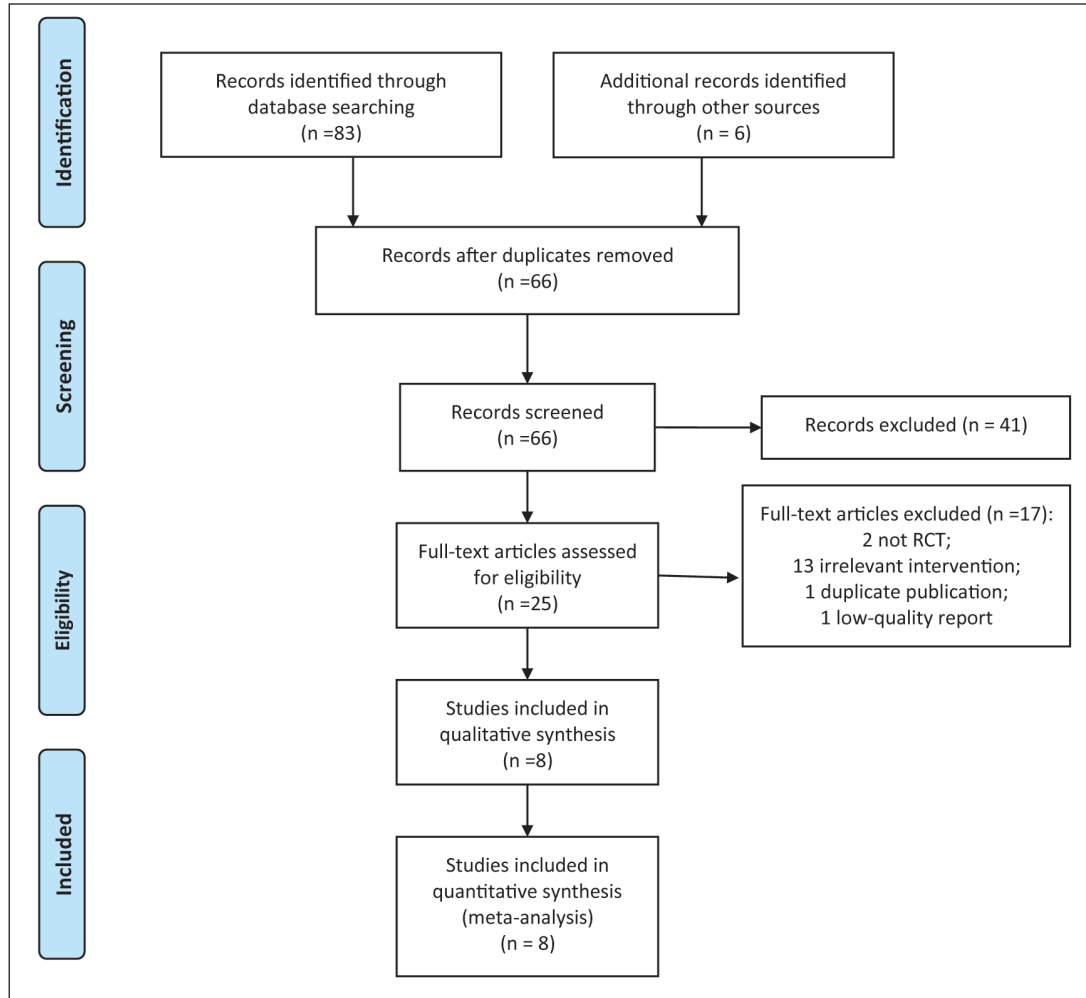 Identification
Records identified through
database searching
(n =83)
Additional records identified
through other sources
(n = 6)
Records after duplicates removed
(n =66)
Screening
Records screened
(n =66)
Records excluded (n = 41)
Eligibility
Full-text articles assessed
for eligibility
(n =25)
Full-text articles excluded (n =17):
2 not RCT;
13 irrelevant intervention;
1 duplicate publication;
1 low-quality report
Studies included in
qualitative synthesis
(n =8)
Included
Studies included in
quantitative synthesis
(meta-analysis)
(n = 8)